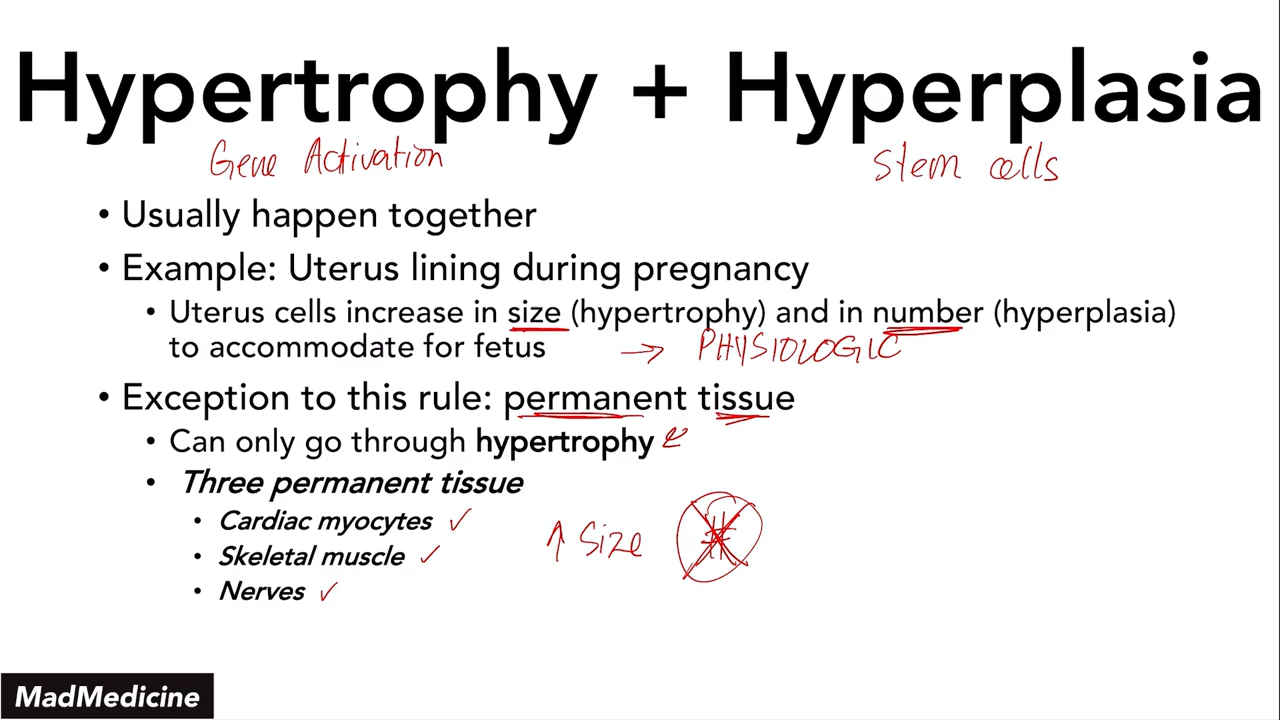 Hypertrophy + Hyperplasia
Gene Activation Stem cells
• Usually happen together
• Example: Uterus lining during pregnancy
• Uterus cells increase in size (hypertrophy) and in number (hyperplasia)
to accommodate for fetus → PHYSIOLOGIC
• Exception to this rule: permanent tissue
• Can only go through hypertrophy
• Three permanent tissue
• Cardiac myocytes ✓
• Skeletal muscle ✓
↑ Size #
• Nerves ✓
MadMedicine